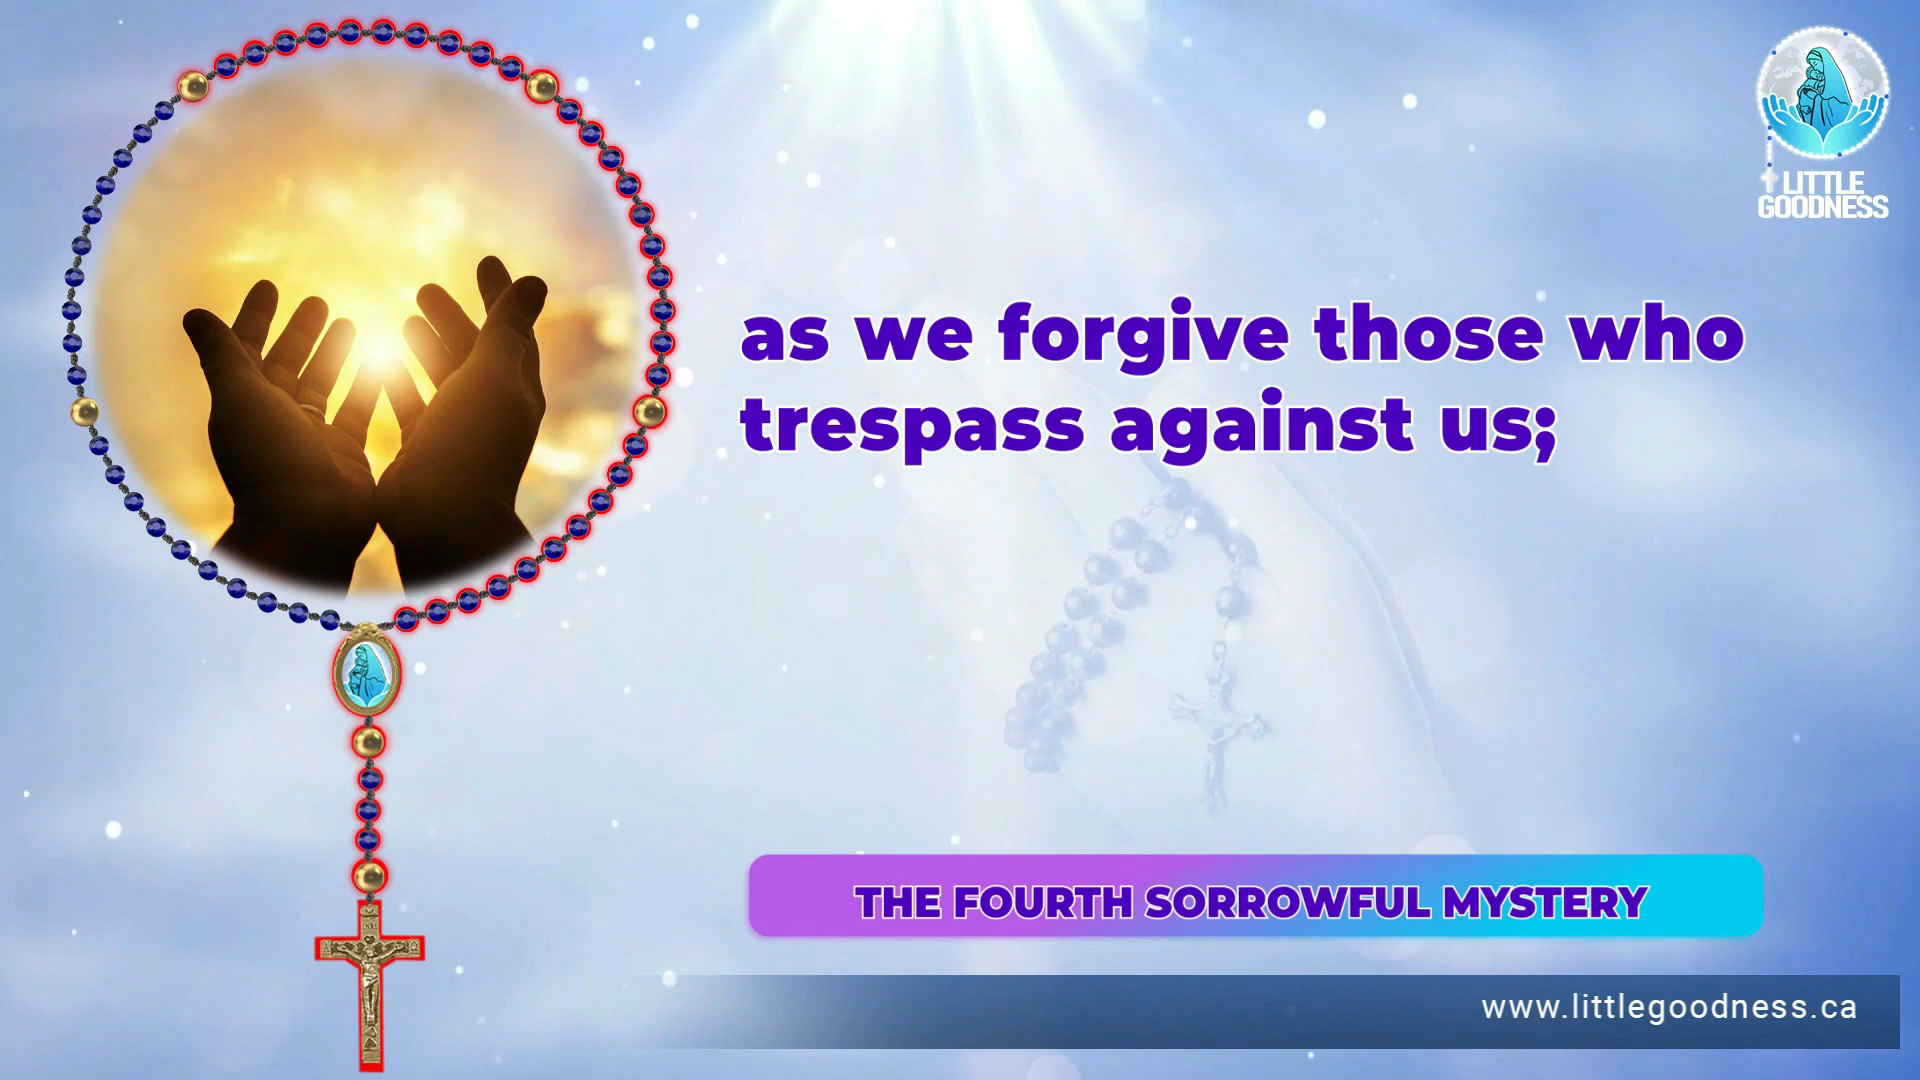 LITTLE
GOODNESS
as we forgive those who
trespass against us;
THE FOURTH SORROWFUL MYSTERY
www.littlegoodness.ca